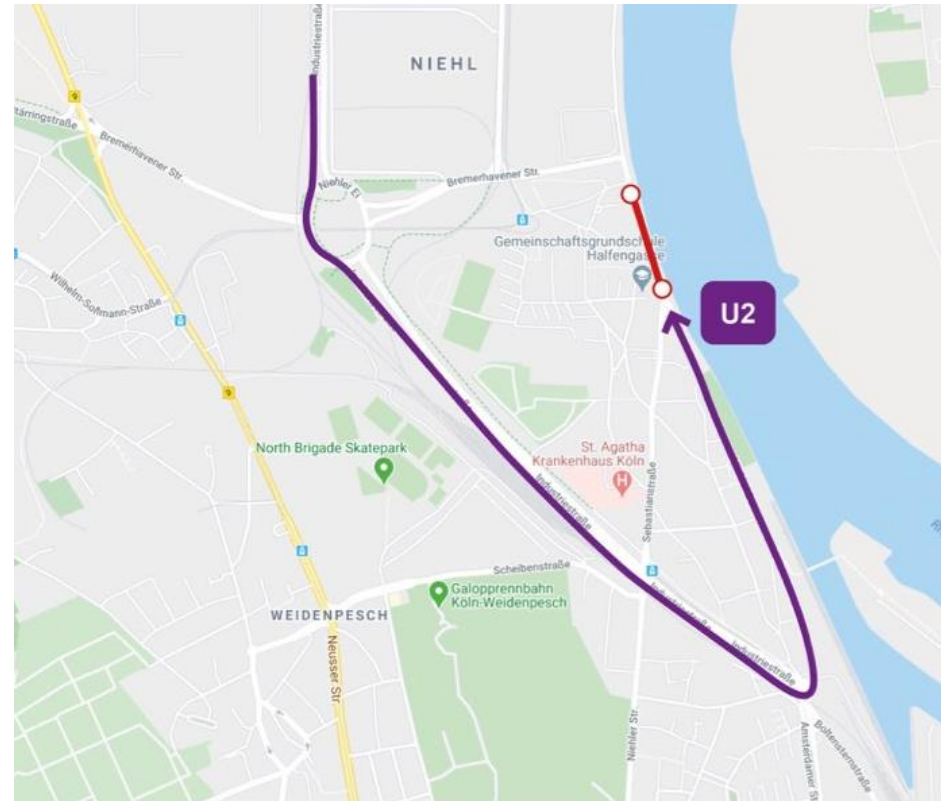 Industriestraße
NIEHL
9
Bremerhavener Str.
Niehler Ei
Bremerhavener Str.
Gemeinschaftsgrundschule
Halfengasse
Wilhelm-Sollmann-Straße
U2
9
North Brigade Skatepark
St. Agatha
Krankenhaus Köln
H
Industriestraße
Sebastianstraße
Scheibenstraße
Galopprennbahn
Köln-Weidenpesch
WEIDENPESCH
Neusser Str
Industriestraße
Industriestraße
Niehler Str.
Boltensternstraße
Amsterdamer St